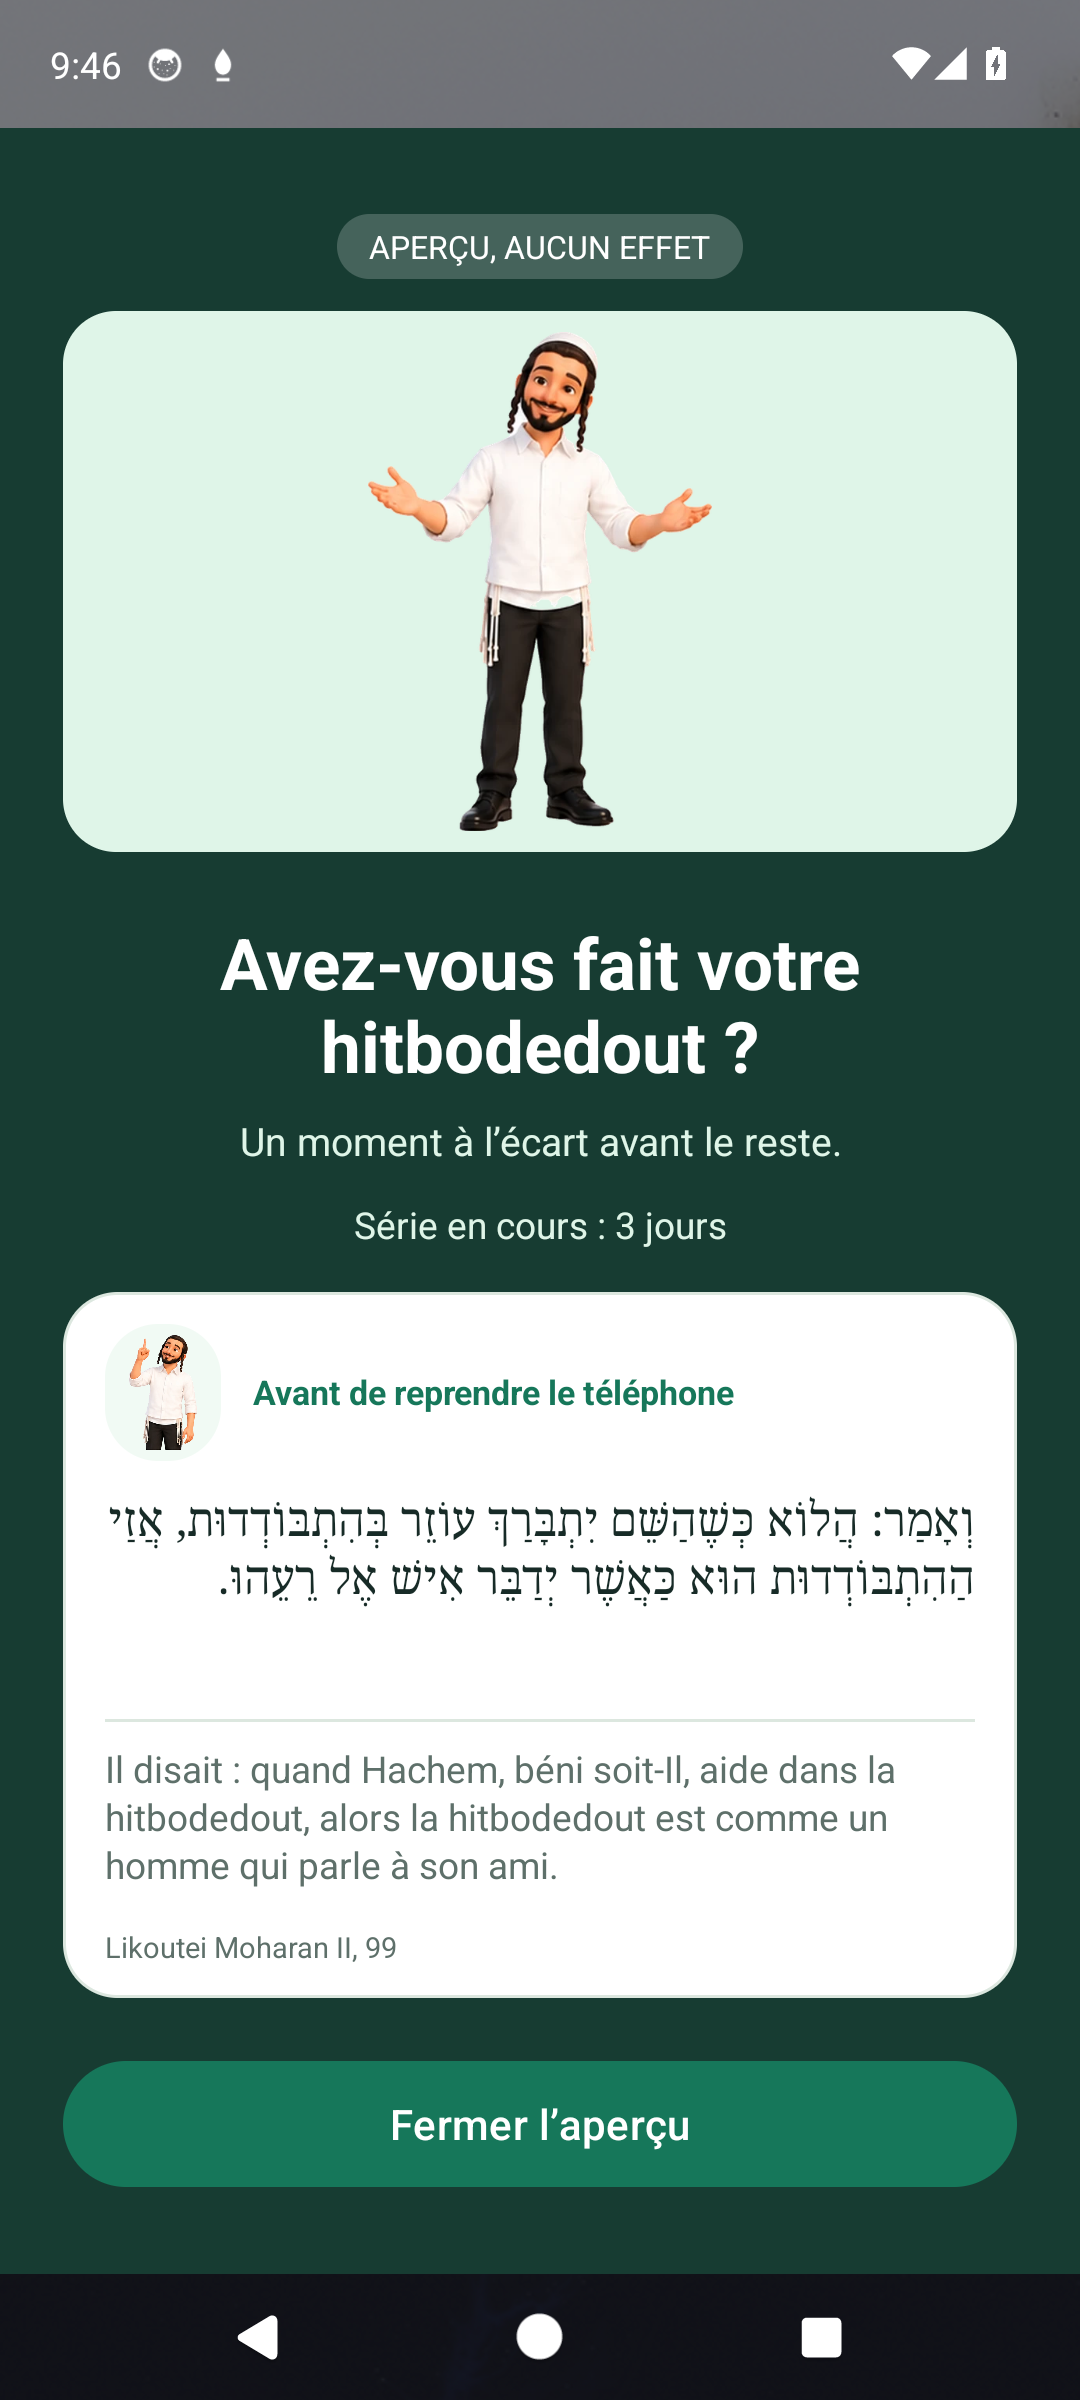 9:46
APERÇU, AUCUN EFFET
Avez-vous fait votre
hitbodedout ?
Un moment à l’écart avant le reste.
Série en cours : 3 jours
Avant de reprendre le téléphone
וְאָמַר: הֲלוֹא כְּשֶׁהַשֵּׁם יִתְבָּרַךְ עוֹזֵר בְּהִתְבּוֹדְדוּת, אֲזַי
הַהִתְבּוֹדְדוּת הוּא כַּאֲשֶׁר יְדַבֵּר אִישׁ אֶל רֵעֵהוּ.
Il disait : quand Hachem, béni soit-Il, aide dans la
hitbodedout, alors la hitbodedout est comme un
homme qui parle à son ami.
Likoutei Moharan II, 99
Fermer l’aperçu